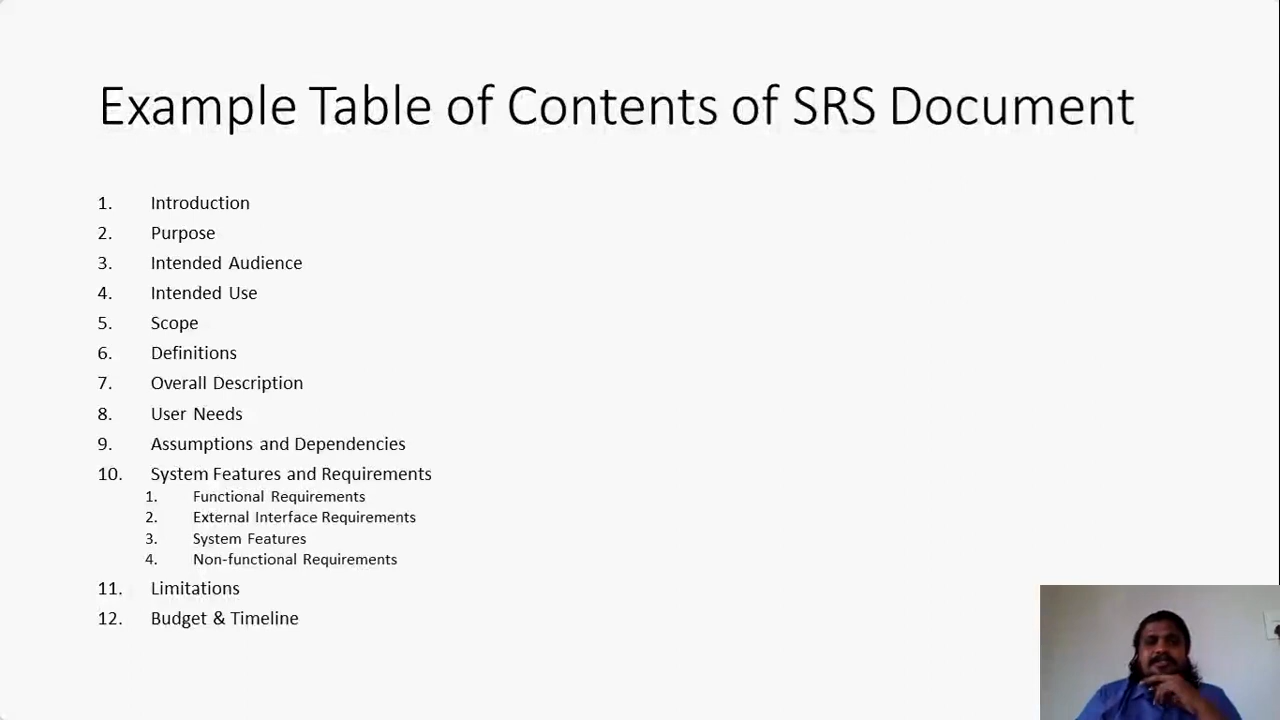 Example Table of Contents of SRS Document
1. Introduction
2. Purpose
3. Intended Audience
4. Intended Use
5. Scope
6. Definitions
7. Overall Description
8. User Needs
9. Assumptions and Dependencies
10. System Features and Requirements
1. Functional Requirements
2. External Interface Requirements
3. System Features
4. Non-functional Requirements
11. Limitations
12. Budget & Timeline